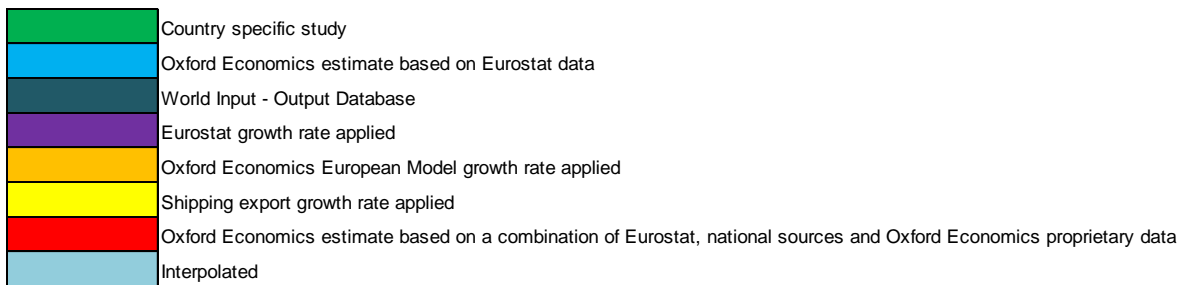 Country specific study
Oxford Economics estimate based on Eurostat data
World Input - Output Database
Eurostat growth rate applied
Oxford Economics European Model growth rate applied
Shipping export growth rate applied
Oxford Economics estimate based on a combination of Eurostat, national sources and Oxford Economics proprietary data
Interpolated